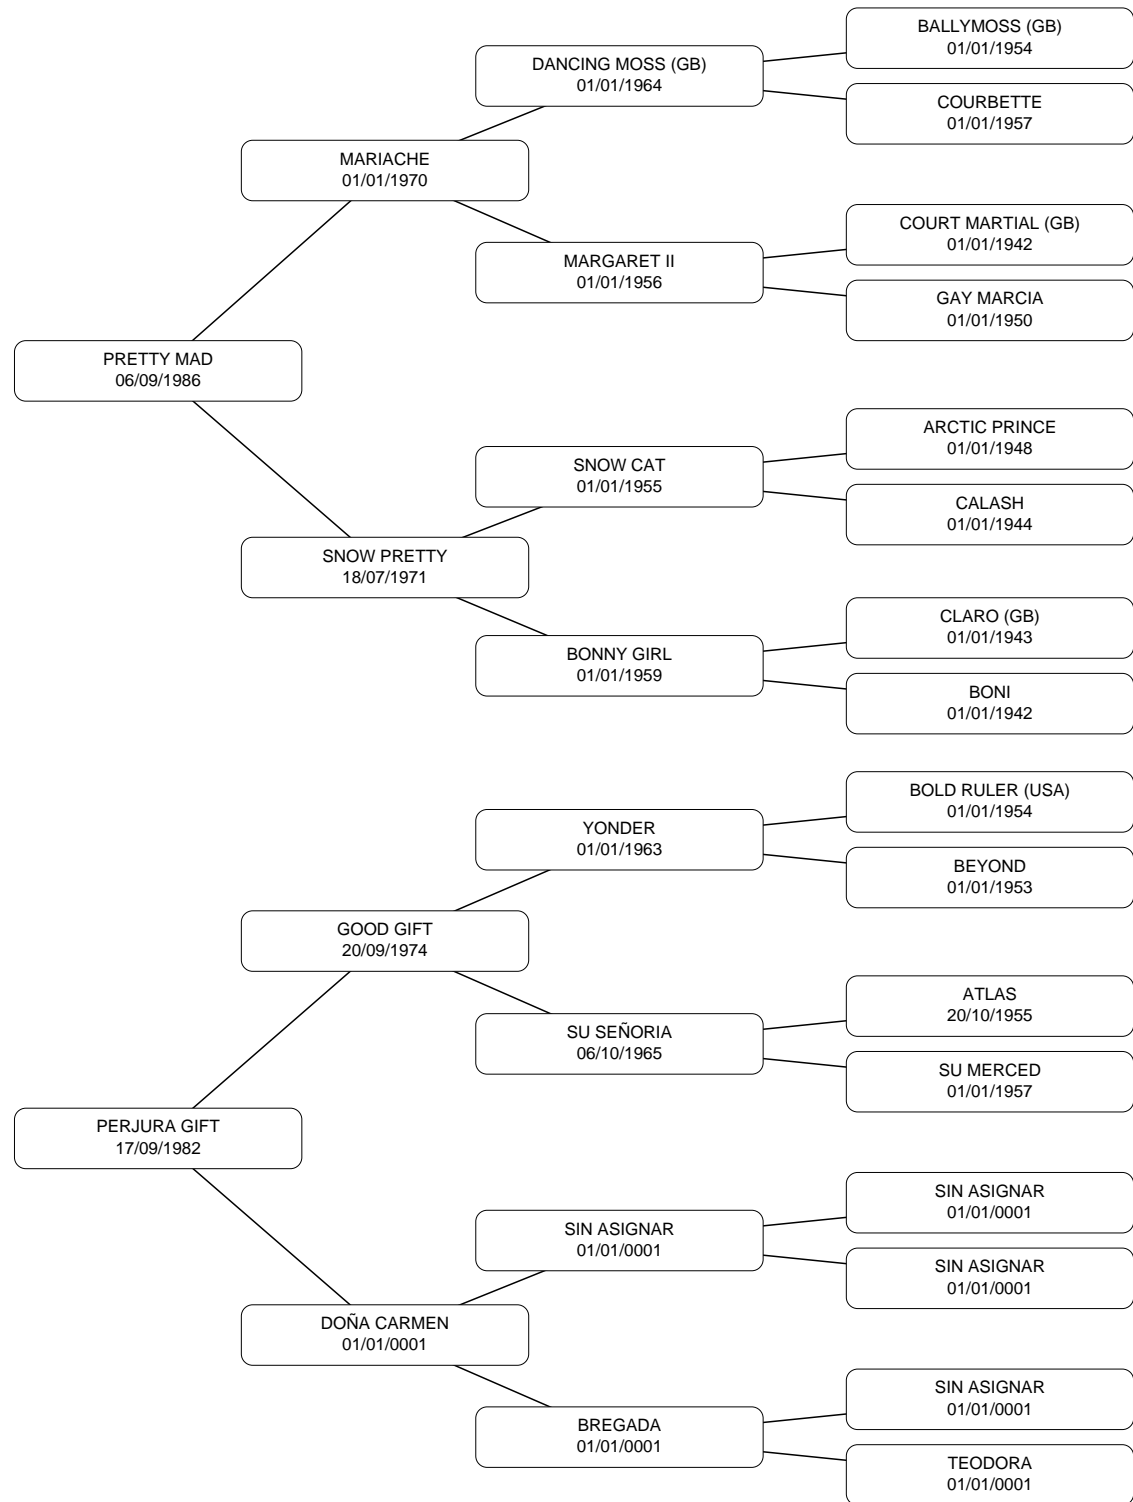 BALLYMOSS (GB)
01/01/1954
DANCING MOSS (GB)
01/01/1964
COURBETTE
01/01/1957
MARIACHE
01/01/1970
COURT MARTIAL (GB)
01/01/1942
MARGARET II
01/01/1956
GAY MARCIA
01/01/1950
PRETTY MAD
06/09/1986
ARCTIC PRINCE
01/01/1948
SNOW CAT
01/01/1955
CALASH
01/01/1944
SNOW PRETTY
18/07/1971
CLARO (GB)
01/01/1943
BONNY GIRL
01/01/1959
BONI
01/01/1942
BOLD RULER (USA)
01/01/1954
YONDER
01/01/1963
BEYOND
01/01/1953
GOOD GIFT
20/09/1974
ATLAS
20/10/1955
SU SEÑORIA
06/10/1965
SU MERCED
01/01/1957
PERJURA GIFT
17/09/1982
SIN ASIGNAR
01/01/0001
SIN ASIGNAR
01/01/0001
SIN ASIGNAR
01/01/0001
DOÑA CARMEN
01/01/0001
SIN ASIGNAR
01/01/0001
BREGADA
01/01/0001
TEODORA
01/01/0001